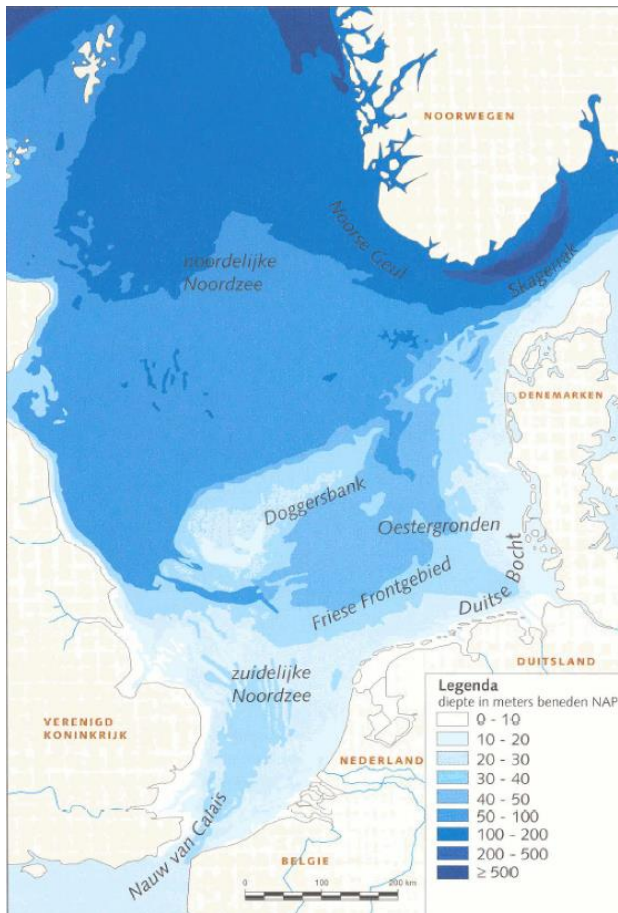 NOORWEGEN
Noorse Geul
noordelijke
Noordzee
Skagerrak
DENEMARKEN
Doggersbank
Oestergronden
Duitse Bocht
Friese Frontgebied
zuidelijke
Noordzee
DUITSLAND
VERENIGD
KONINKRIJK
NEDERLAND
Nauw van Calais
BELGIE
0 100 200 km
Legenda
diepte in meters beneden NAP
0 - 10
10 - 20
20 - 30
30 - 40
40 - 50
50 - 100
100 - 200
200 - 500
≥ 500